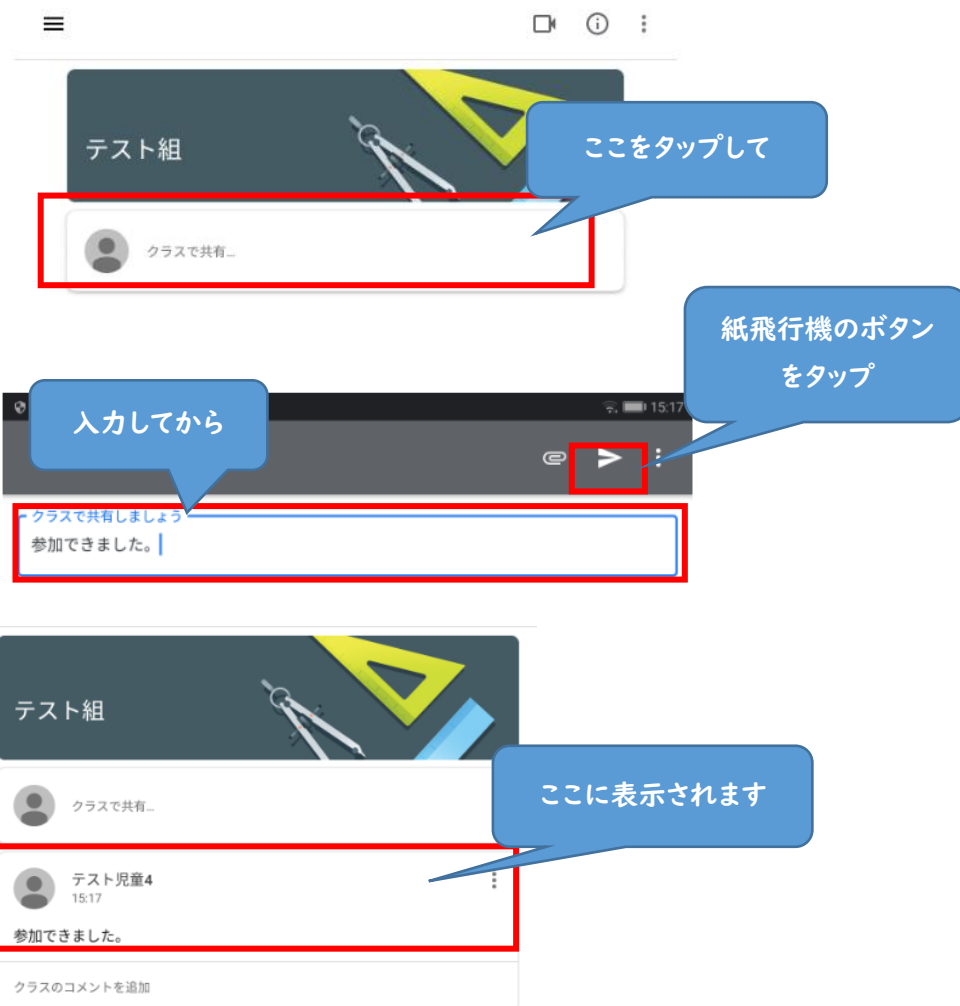 テスト組
ここをタップして
クラスで共有…
紙飛行機のボタン
をタップ
入力してから
15:17
クラスで共有しましょう
参加できました。
テスト組
クラスで共有…
ここに表示されます
テスト児童4
15:17
参加できました。
クラスのコメントを追加